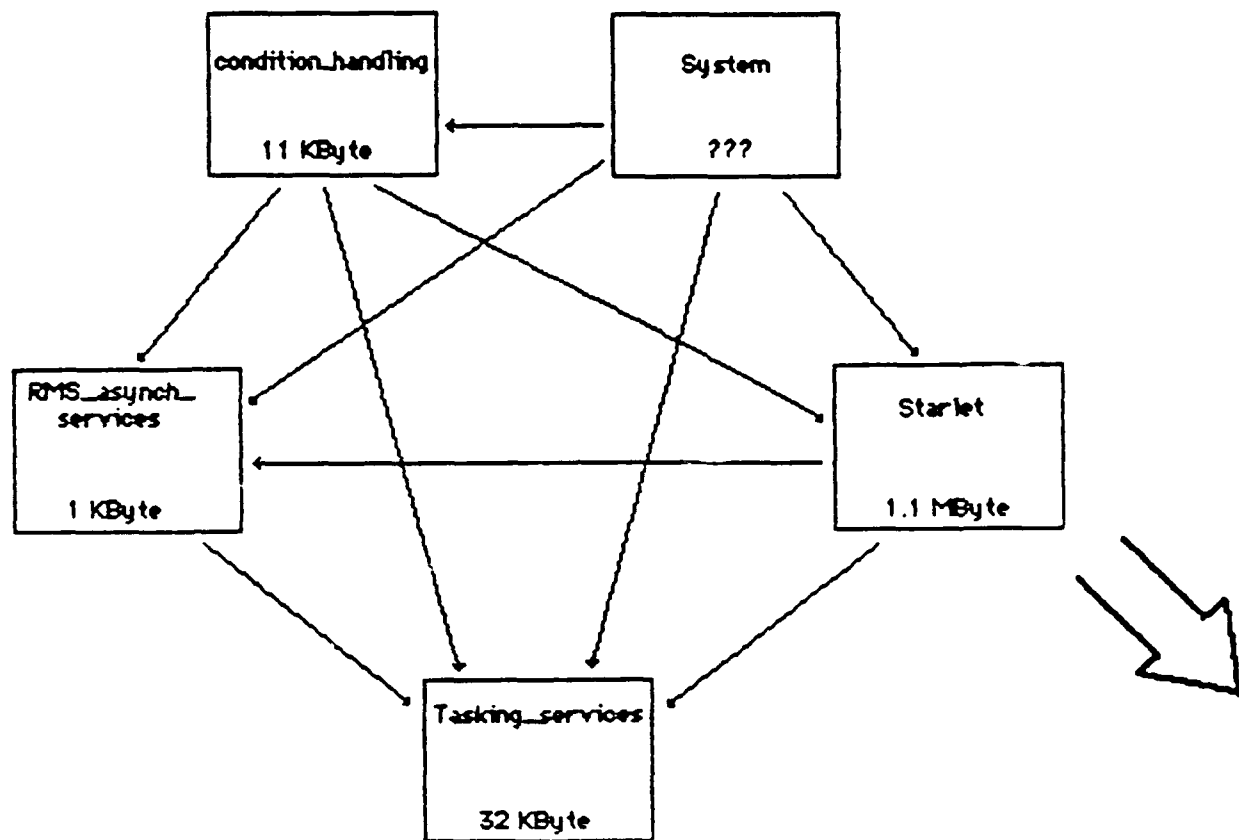 condition_handling
11 KByte
System
???
RMS_asynch_
services
1 KByte
Starlet
1.1 MByte
Tasking_services
32 KByte